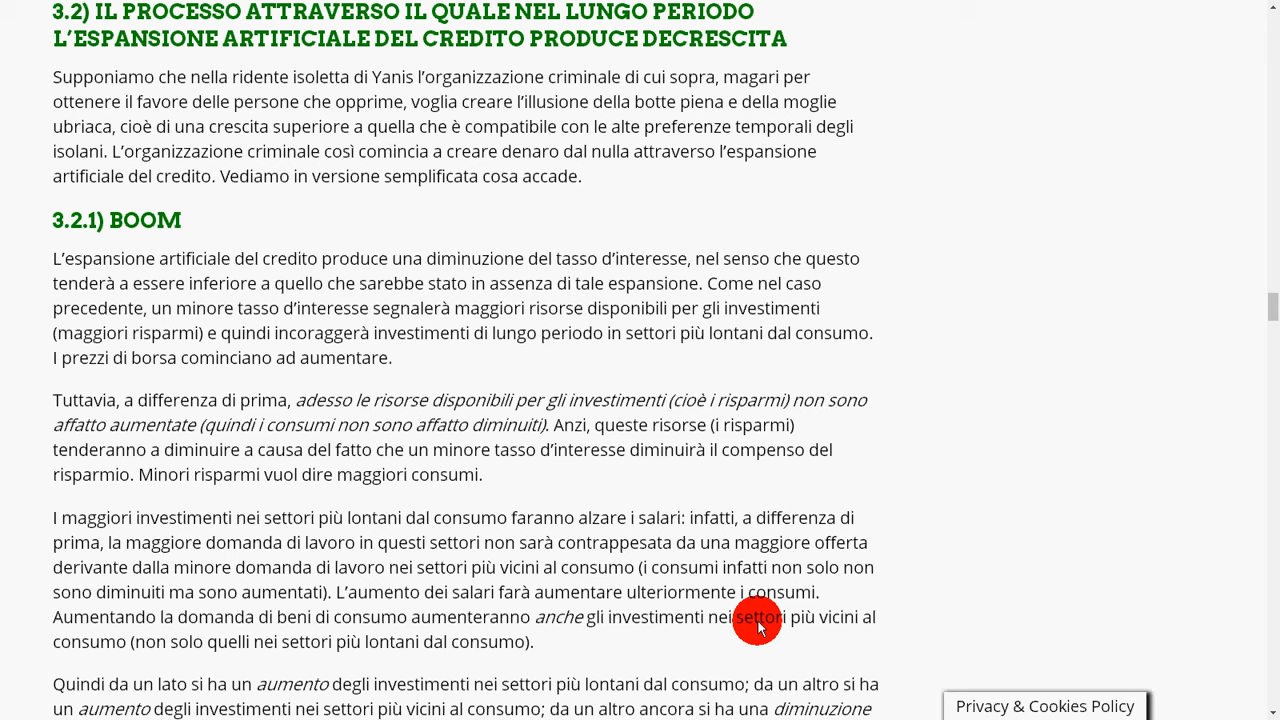 3.2) IL PROCESSO ATTRAVERSO IL QUALE NEL LUNGO PERIODO
L’ESPANSIONE ARTIFICIALE DEL CREDITO PRODUCE DECRESCITA
Supponiamo che nella ridente isoletta di Yanis l’organizzazione criminale di cui sopra, magari per
ottenere il favore delle persone che opprime, voglia creare l’illusione della botte piena e della moglie
ubriaca, cioè di una crescita superiore a quella che è compatibile con le alte preferenze temporali degli
isolani. L’organizzazione criminale così comincia a creare denaro dal nulla attraverso l’espansione
artificiale del credito. Vediamo in versione semplificata cosa accade.
3.2.1) BOOM
L’espansione artificiale del credito produce una diminuzione del tasso d’interesse, nel senso che questo
tenderà a essere inferiore a quello che sarebbe stato in assenza di tale espansione. Come nel caso
precedente, un minore tasso d’interesse segnalerà maggiori risorse disponibili per gli investimenti
(maggiori risparmi) e quindi incoraggerà investimenti di lungo periodo in settori più lontani dal consumo.
I prezzi di borsa cominciano ad aumentare.
Tuttavia, a differenza di prima, adesso le risorse disponibili per gli investimenti (cioè i risparmi) non sono
affatto aumentate (quindi i consumi non sono affatto diminuiti). Anzi, queste risorse (i risparmi)
tenderanno a diminuire a causa del fatto che un minore tasso d’interesse diminuirà il compenso del
risparmio. Minori risparmi vuol dire maggiori consumi.
I maggiori investimenti nei settori più lontani dal consumo faranno alzare i salari: infatti, a differenza di
prima, la maggiore domanda di lavoro in questi settori non sarà contrappesata da una maggiore offerta
derivante dalla minore domanda di lavoro nei settori più vicini al consumo (i consumi infatti non solo non
sono diminuiti ma sono aumentati). L’aumento dei salari farà aumentare ulteriormente i consumi.
Aumentando la domanda di beni di consumo aumenteranno anche gli investimenti nei settori più vicini al
consumo (non solo quelli nei settori più lontani dal consumo).
Quindi da un lato si ha un aumento degli investimenti nei settori più lontani dal consumo; da un altro si ha
un aumento degli investimenti nei settori più vicini al consumo; da un altro ancora si ha una diminuzione
Privacy & Cookies Policy